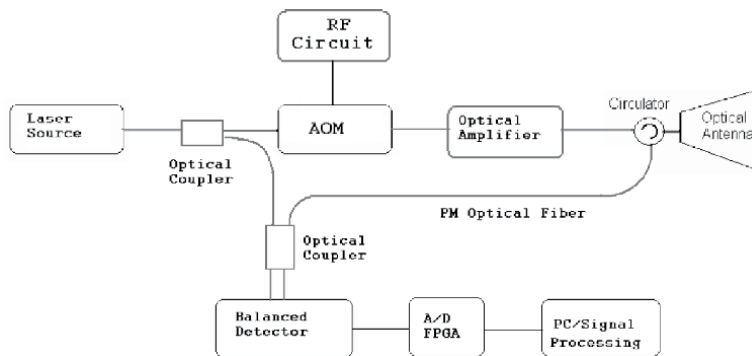 RF
Circuit
Laser
Source
AOM
Optical
Amplifier
Circulator
Optical
Antenna
Optical
Coupler
PM Optical Fiber
Optical
Coupler
Balanced
Detector
A/D
FPGA
PC/Signal
Processing